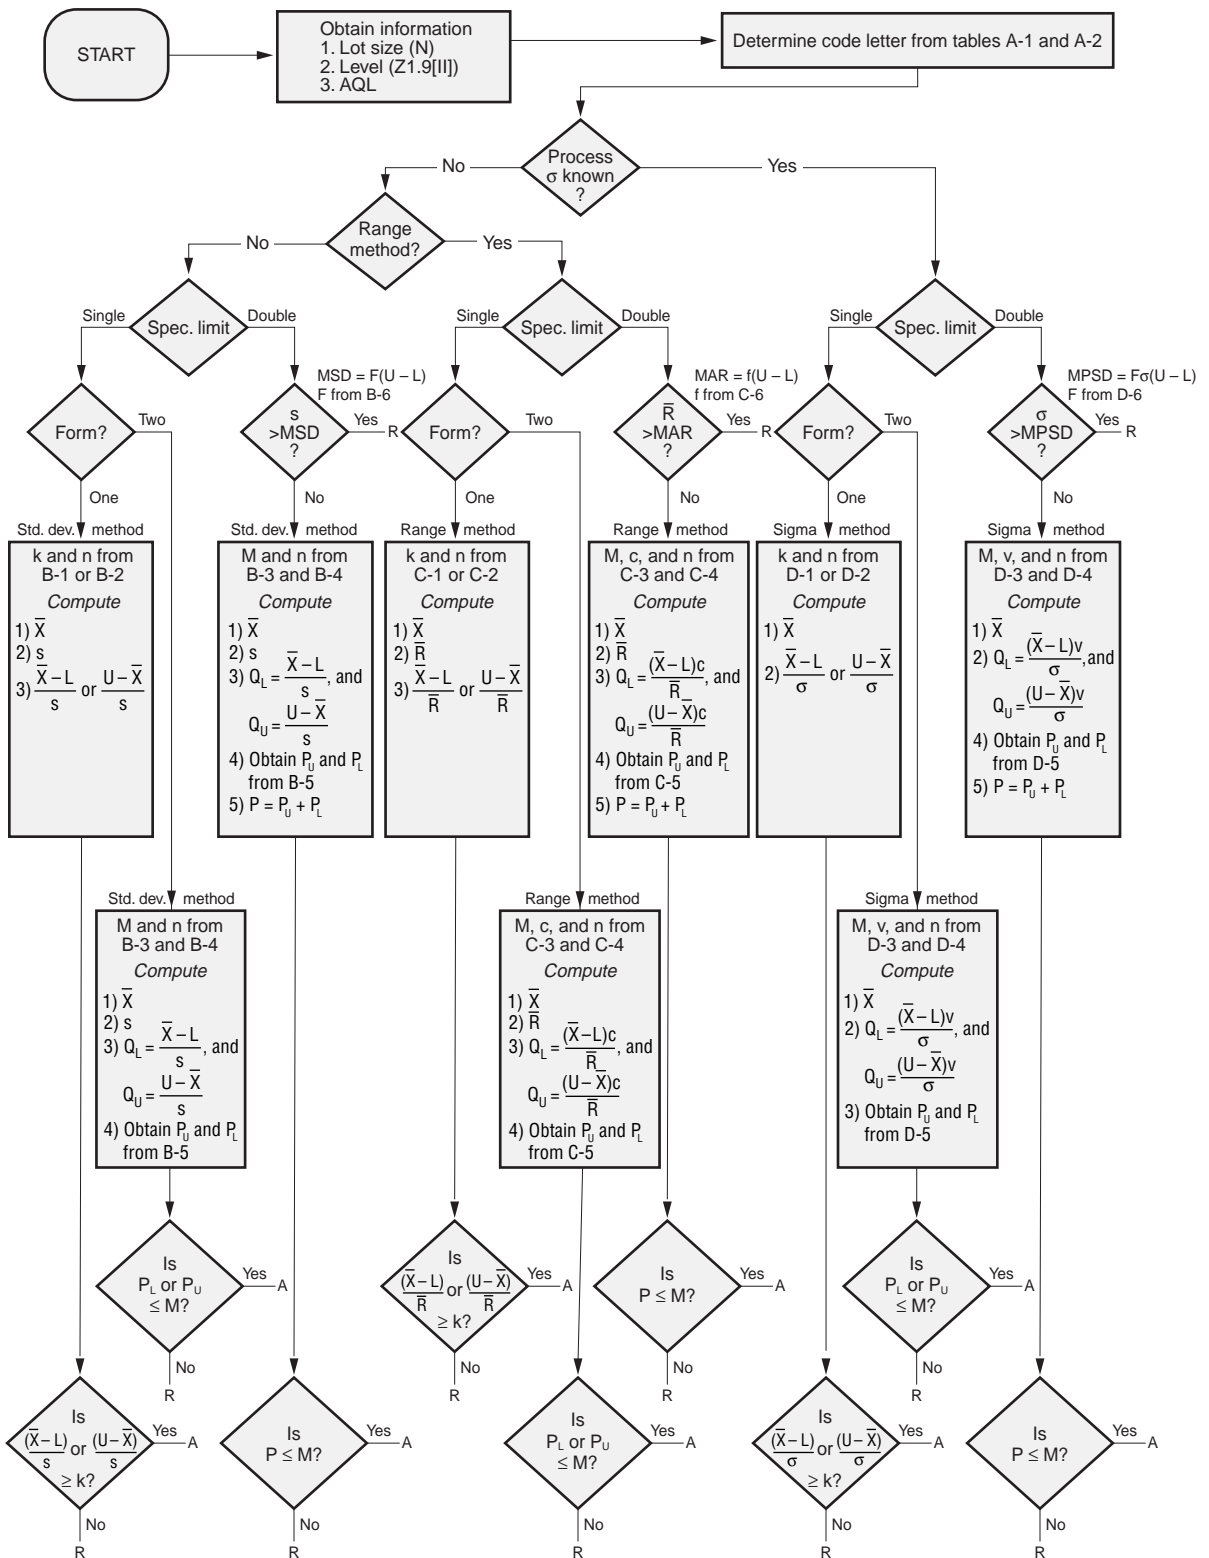 START
Obtain information
1. Lot size (N)
2. Level (Z1.9[II])
3. AQL
Determine code letter from tables A-1 and A-2
Process
σ known
?
No
Yes
Range
method?
No
Yes
Spec. limit
Single
Double
Spec. limit
Single
Double
Spec. limit
Single
Double
Form?
Two
One
MSD = F(U – L)
F from B-6
s
>MSD
?
Yes
R
No
Form?
Two
One
MAR = f(U – L)
f from C-6
R̅
>MAR
?
Yes
R
No
Form?
Two
One
MPSD = Fσ(U – L)
F from D-6
σ
>MPSD
?
Yes
R
No
Std. dev. method
k and n from
B-1 or B-2
Compute
1) X̅
2) s
3) (X̅ – L)/s or (U – X̅)/s
Std. dev. method
M and n from
B-3 and B-4
Compute
1) X̅
2) s
3) Q_L = (X̅ – L)/s, and
Q_U = (U – X̅)/s
4) Obtain P_U and P_L
from B-5
5) P = P_U + P_L
Range method
k and n from
C-1 or C-2
Compute
1) X̅
2) R̅
3) (X̅ – L)/R̅ or (U – X̅)/R̅
Range method
M, c, and n from
C-3 and C-4
Compute
1) X̅
2) R̅
3) Q_L = (X̅ – L)c/R̅, and
Q_U = (U – X̅)c/R̅
4) Obtain P_U and P_L
from C-5
5) P = P_U + P_L
Sigma method
k and n from
D-1 or D-2
Compute
1) X̅
2) (X̅ – L)/σ or (U – X̅)/σ
Sigma method
M, v, and n from
D-3 and D-4
Compute
1) X̅
2) Q_L = (X̅ – L)v/σ, and
Q_U = (U – X̅)v/σ
4) Obtain P_U and P_L
from D-5
5) P = P_U + P_L
Std. dev. method
M and n from
B-3 and B-4
Compute
1) X̅
2) s
3) Q_L = (X̅ – L)/s, and
Q_U = (U – X̅)/s
4) Obtain P_U and P_L
from B-5
Range method
M, c, and n from
C-3 and C-4
Compute
1) X̅
2) R̅
3) Q_L = (X̅ – L)c/R̅, and
Q_U = (U – X̅)c/R̅
4) Obtain P_U and P_L
from C-5
Sigma method
M, v, and n from
D-3 and D-4
Compute
1) X̅
2) Q_L = (X̅ – L)v/σ, and
Q_U = (U – X̅)v/σ
3) Obtain P_U and P_L
from D-5
Is
P_L or P_U
≤ M?
Yes
A
No
R
Is
(X̅ – L)/R̅ or (U – X̅)/R̅
≥ k?
Yes
A
No
R
Is
P ≤ M?
Yes
A
No
R
Is
P_L or P_U
≤ M?
Yes
A
No
R
Is
(X̅ – L)/s or (U – X̅)/s
≥ k?
Yes
A
No
R
Is
P ≤ M?
Yes
A
No
R
Is
P_L or P_U
≤ M?
Yes
A
No
R
Is
(X̅ – L)/σ or (U – X̅)/σ
≥ k?
Yes
A
No
R
Is
P ≤ M?
Yes
A
No
R